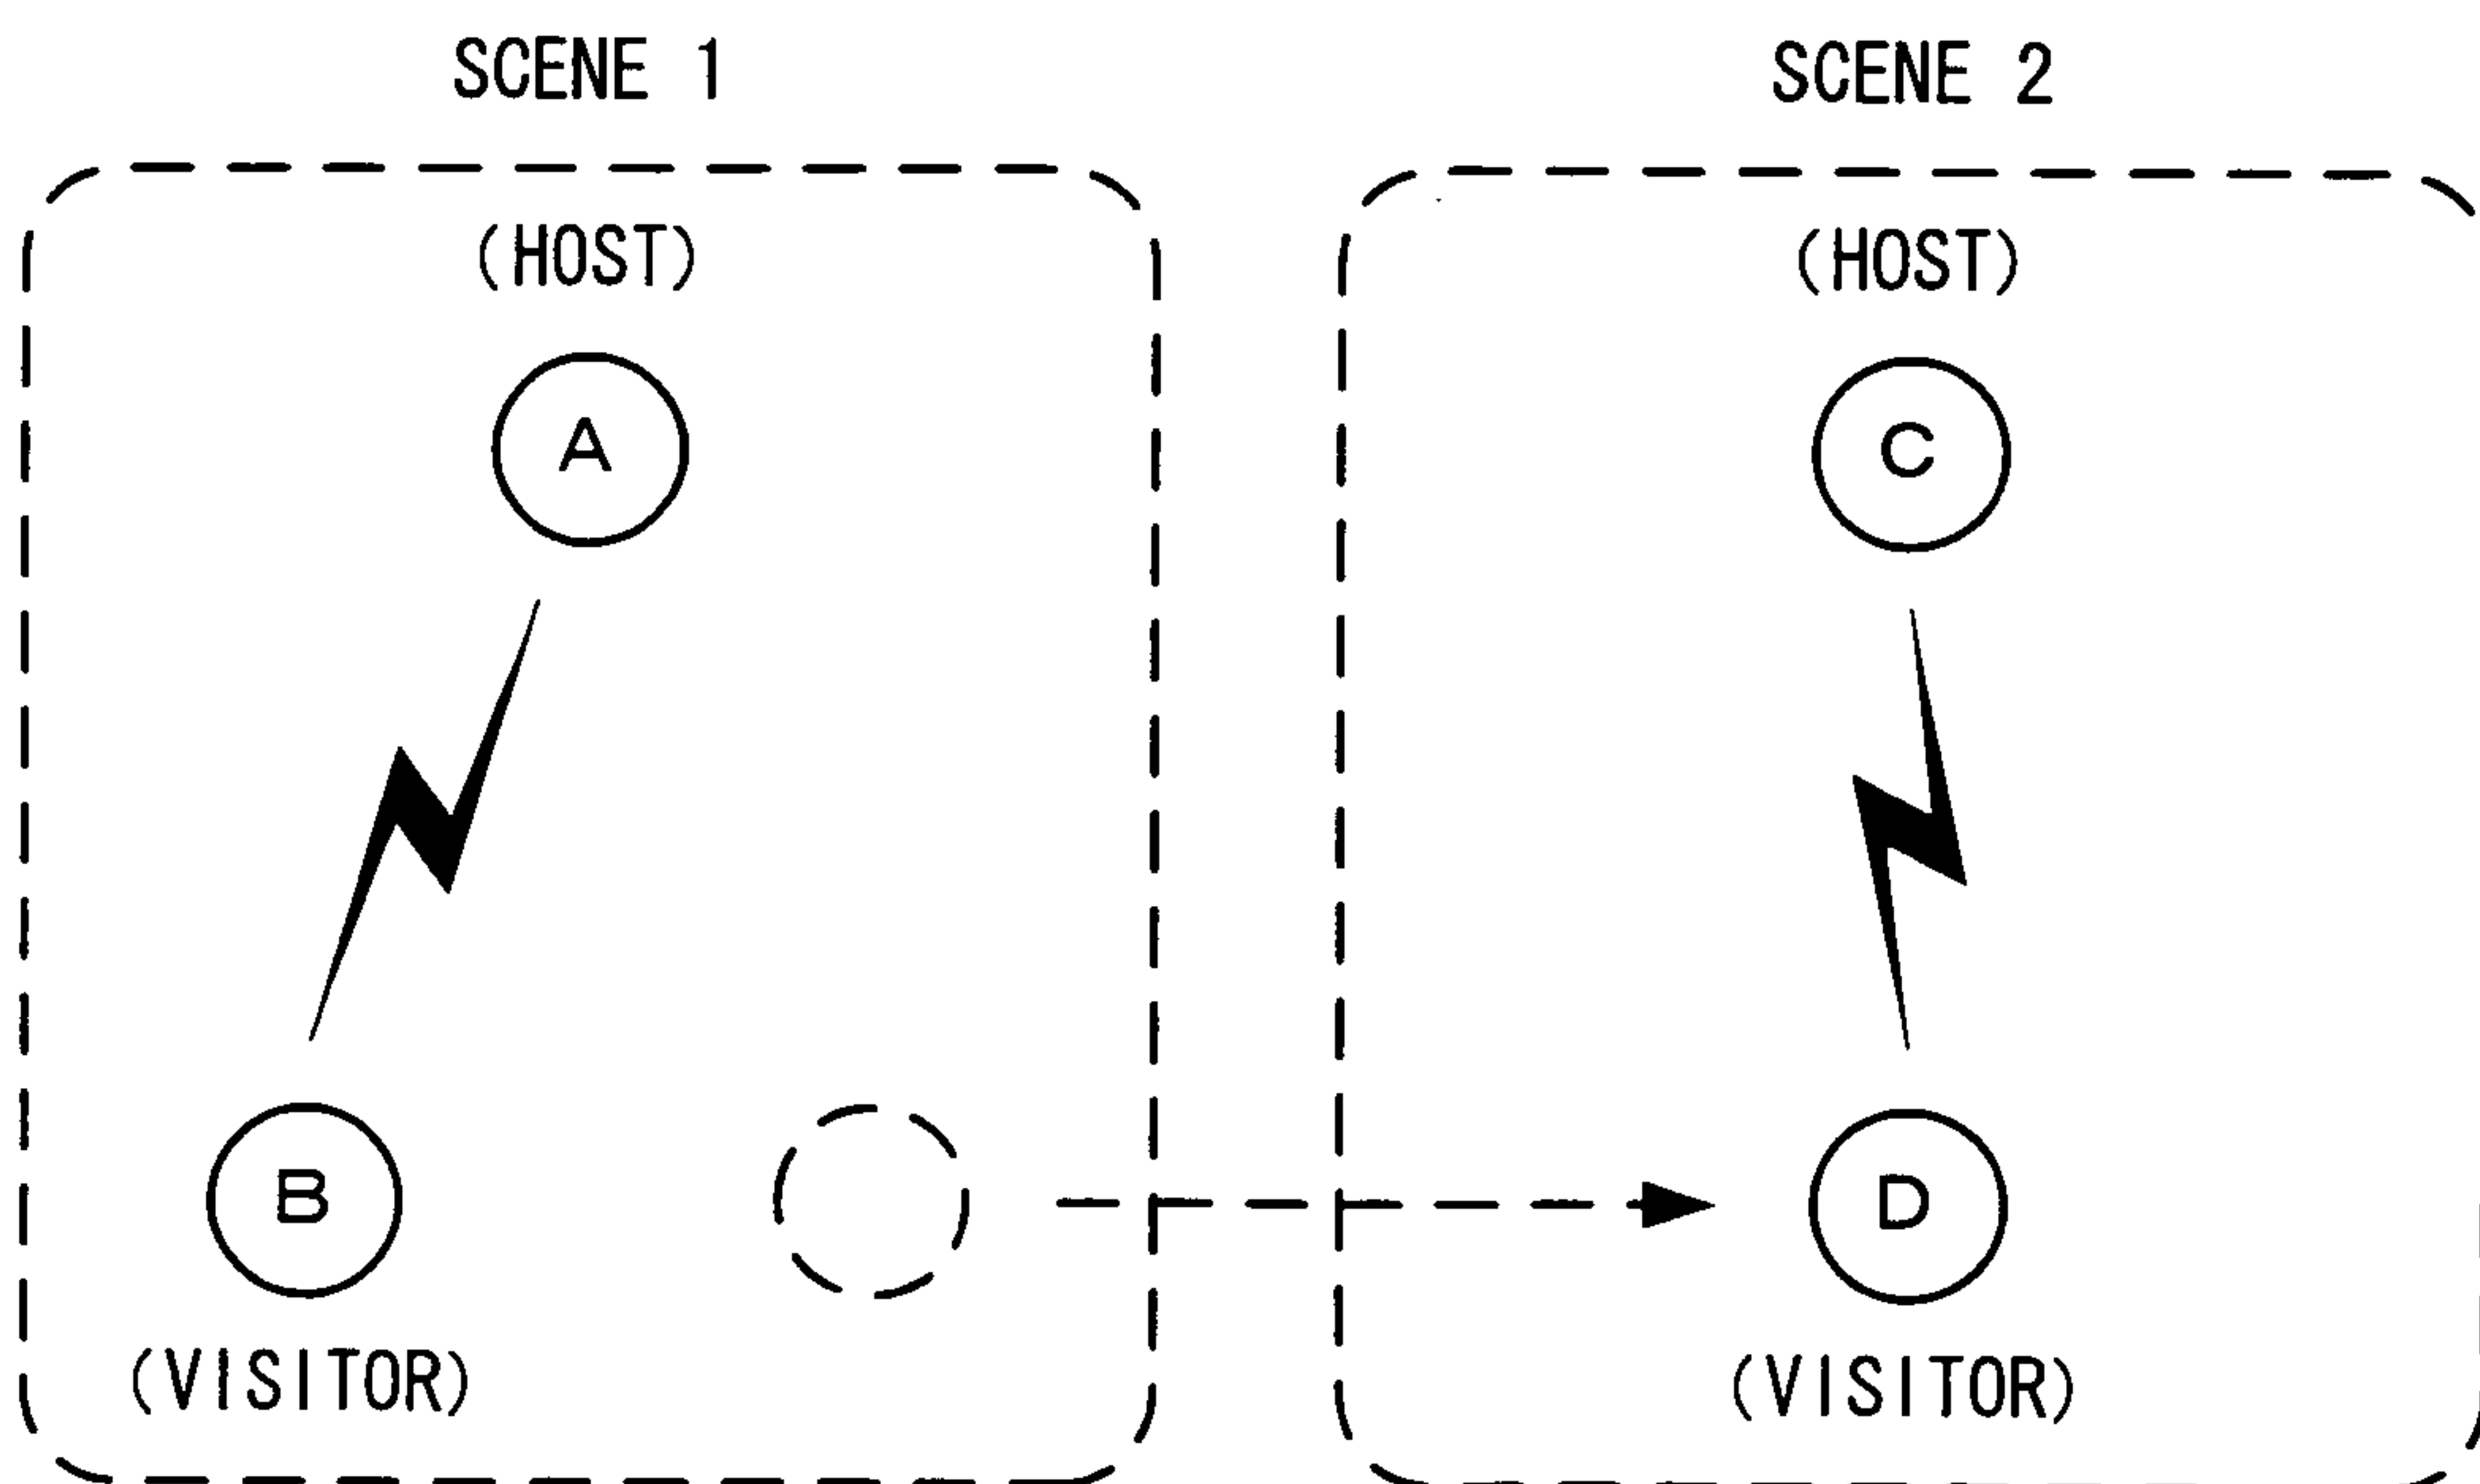 SCENE 1
(HOST)
A
B
(VISITOR)
SCENE 2
(HOST)
C
D
(VISITOR)